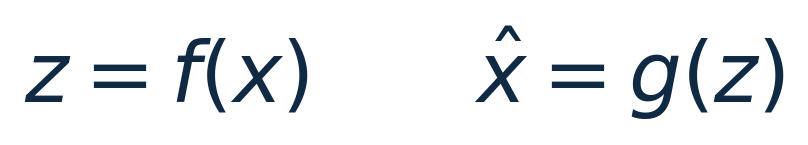 z = f(x) x̂ = g(z)